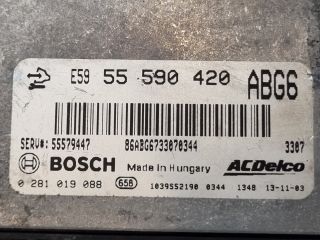 E59 55 590 420 ABG6
SERV#: 55579447 86ABG6733070344 3307
BOSCH Made in Hungary ACDelco
0 281 019 088 658 1039S52190 0344 1348 13-11-03